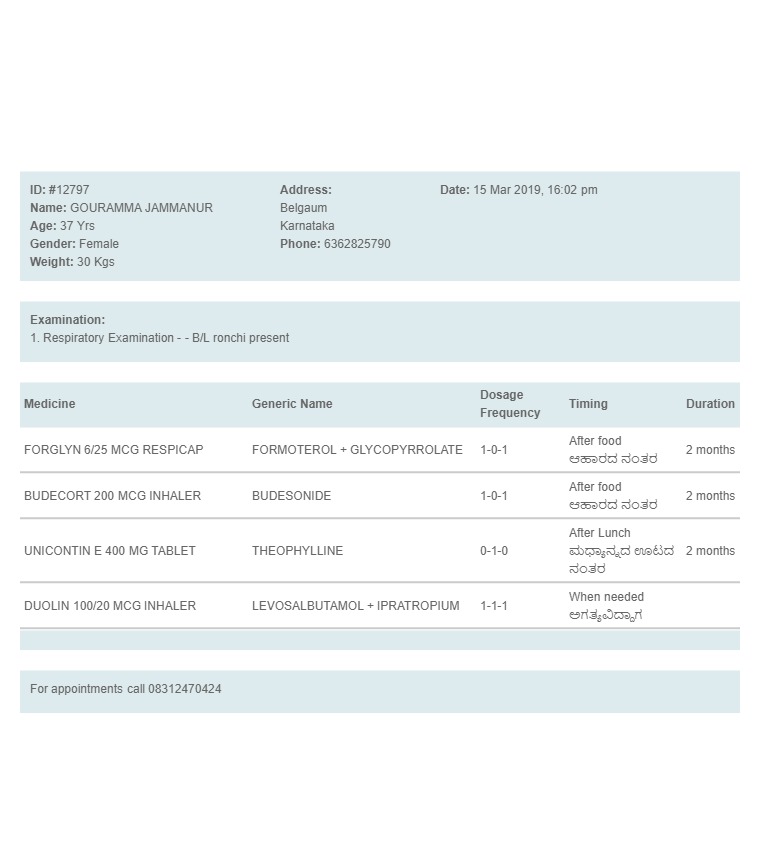 ID: #12797
Name: GOURAMMA JAMMANUR
Age: 37 Yrs
Gender: Female
Weight: 30 Kgs
Address:
Belgaum
Karnataka
Phone: 6362825790
Date: 15 Mar 2019, 16:02 pm
Examination:
1. Respiratory Examination - - B/L ronchi present
Medicine Generic Name Dosage Frequency Timing Duration
FORGLYN 6/25 MCG RESPICAP FORMOTEROL + GLYCOPYRROLATE 1-0-1 After food 2 months
ಆಹಾರದ ನಂತರ
BUDECORT 200 MCG INHALER BUDESONIDE 1-0-1 After food 2 months
ಆಹಾರದ ನಂತರ
UNICONTIN E 400 MG TABLET THEOPHYLLINE 0-1-0 After Lunch 2 months
ಮಧ್ಯಾನ್ನದ ಊಟದ
ನಂತರ
DUOLIN 100/20 MCG INHALER LEVOSALBUTAMOL + IPRATROPIUM 1-1-1 When needed
ಅಗತ್ಯವಿದ್ದಾಗ
For appointments call 08312470424